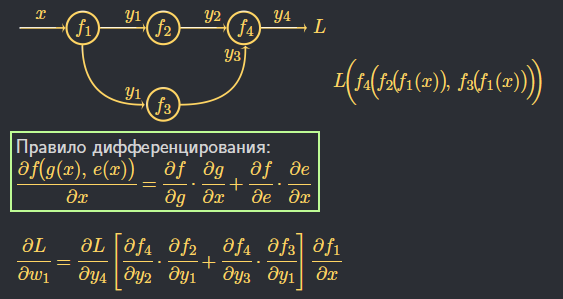 x y₁ y₂ y₄
f₁ f₂ f₄ L
y₃
y₁
f₃
L(f₄(f₂(f₁(x)), f₃(f₁(x))))
Правило дифференцирования:
∂f(g(x), e(x))/∂x = ∂f/∂g · ∂g/∂x + ∂f/∂e · ∂e/∂x
∂L/∂w₁ = ∂L/∂y₄ [∂f₄/∂y₂ · ∂f₂/∂y₁ + ∂f₄/∂y₃ · ∂f₃/∂y₁] ∂f₁/∂x